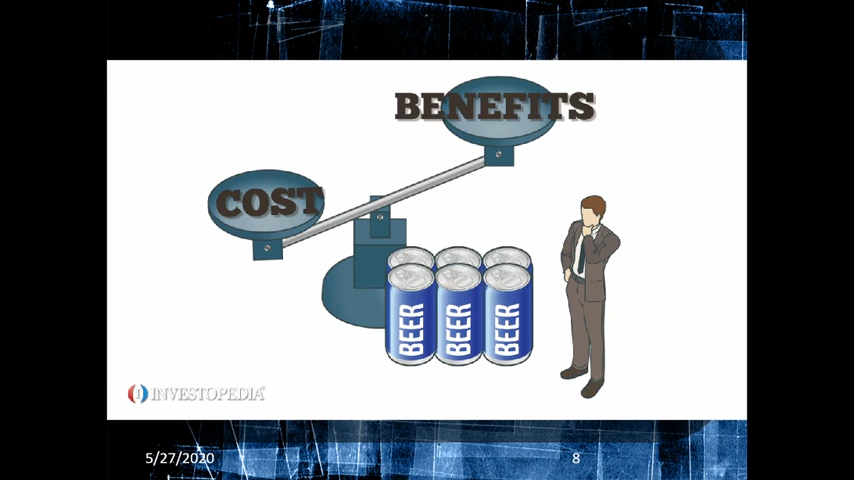 BENEFITS
COST
BEER BEER BEER
INVESTOPEDIA
5/27/2020 8